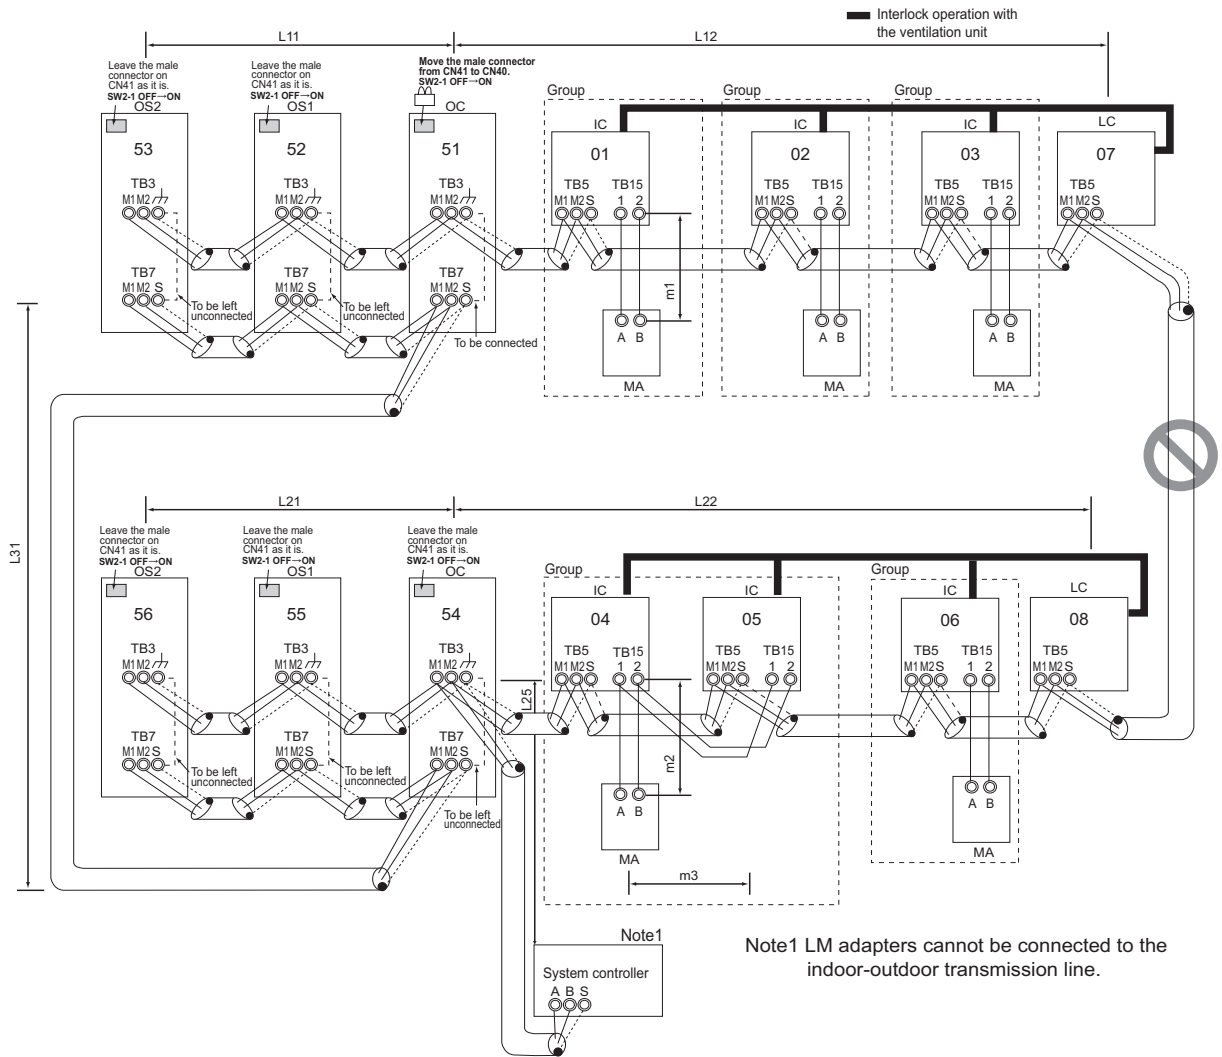 Interlock operation with
the ventilation unit
L11
L12
Leave the male
connector on
CN41 as it is.
SW2-1 OFF→ON
OS2
Leave the male
connector on
CN41 as it is.
SW2-1 OFF→ON
OS1
Move the male connector
from CN41 to CN40.
SW2-1 OFF→ON
OC
Group
Group
Group
IC
IC
IC
LC
53
52
51
01
02
03
07
TB3
TB3
TB3
TB5 TB15
TB5 TB15
TB5 TB15
TB5
M1 M2
M1 M2
M1 M2
M1 M2 S 1 2
M1 M2 S 1 2
M1 M2 S 1 2
M1 M2 S
TB7
TB7
TB7
M1 M2 S
M1 M2 S
M1 M2 S
To be left
unconnected
To be left
unconnected
To be connected
m1
A B
A B
A B
MA
MA
MA
L31
L21
L22
Leave the male
connector on
CN41 as it is.
SW2-1 OFF→ON
OS2
Leave the male
connector on
CN41 as it is.
SW2-1 OFF→ON
OS1
Leave the male
connector on
CN41 as it is.
SW2-1 OFF→ON
OC
Group
Group
IC
IC
IC
LC
56
55
54
04
05
06
08
TB3
TB3
TB3
TB5 TB15
TB5 TB15
TB5 TB15
TB5
M1 M2
M1 M2
M1 M2
M1 M2 S 1 2
M1 M2 S 1 2
M1 M2 S 1 2
M1 M2 S
L25
TB7
TB7
TB7
M1 M2 S
M1 M2 S
M1 M2 S
To be left
unconnected
To be left
unconnected
To be left
unconnected
m2
A B
A B
MA
MA
m3
Note1
System controller
A B S
Note1 LM adapters cannot be connected to the
indoor-outdoor transmission line.